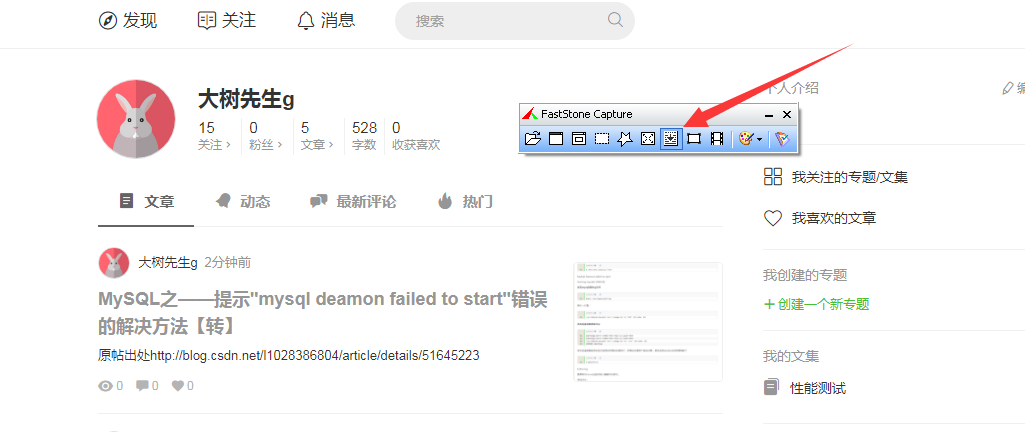 发现 关注 消息 搜索
大树先生g
15 0 5 528 0
关注 > 粉丝 > 文章 > 字数 收获喜欢
FastStone Capture
个人介绍 编
文章 动态 最新评论 热门
我关注的专题/文集
我喜欢的文章
大树先生g 2分钟前
MySQL之——提示"mysql deamon failed to start"错误
的解决方法【转】
原帖出处http://blog.csdn.net/l1028386804/article/details/51645223
0 0 0
我创建的专题
+ 创建一个新专题
我的文集
性能测试